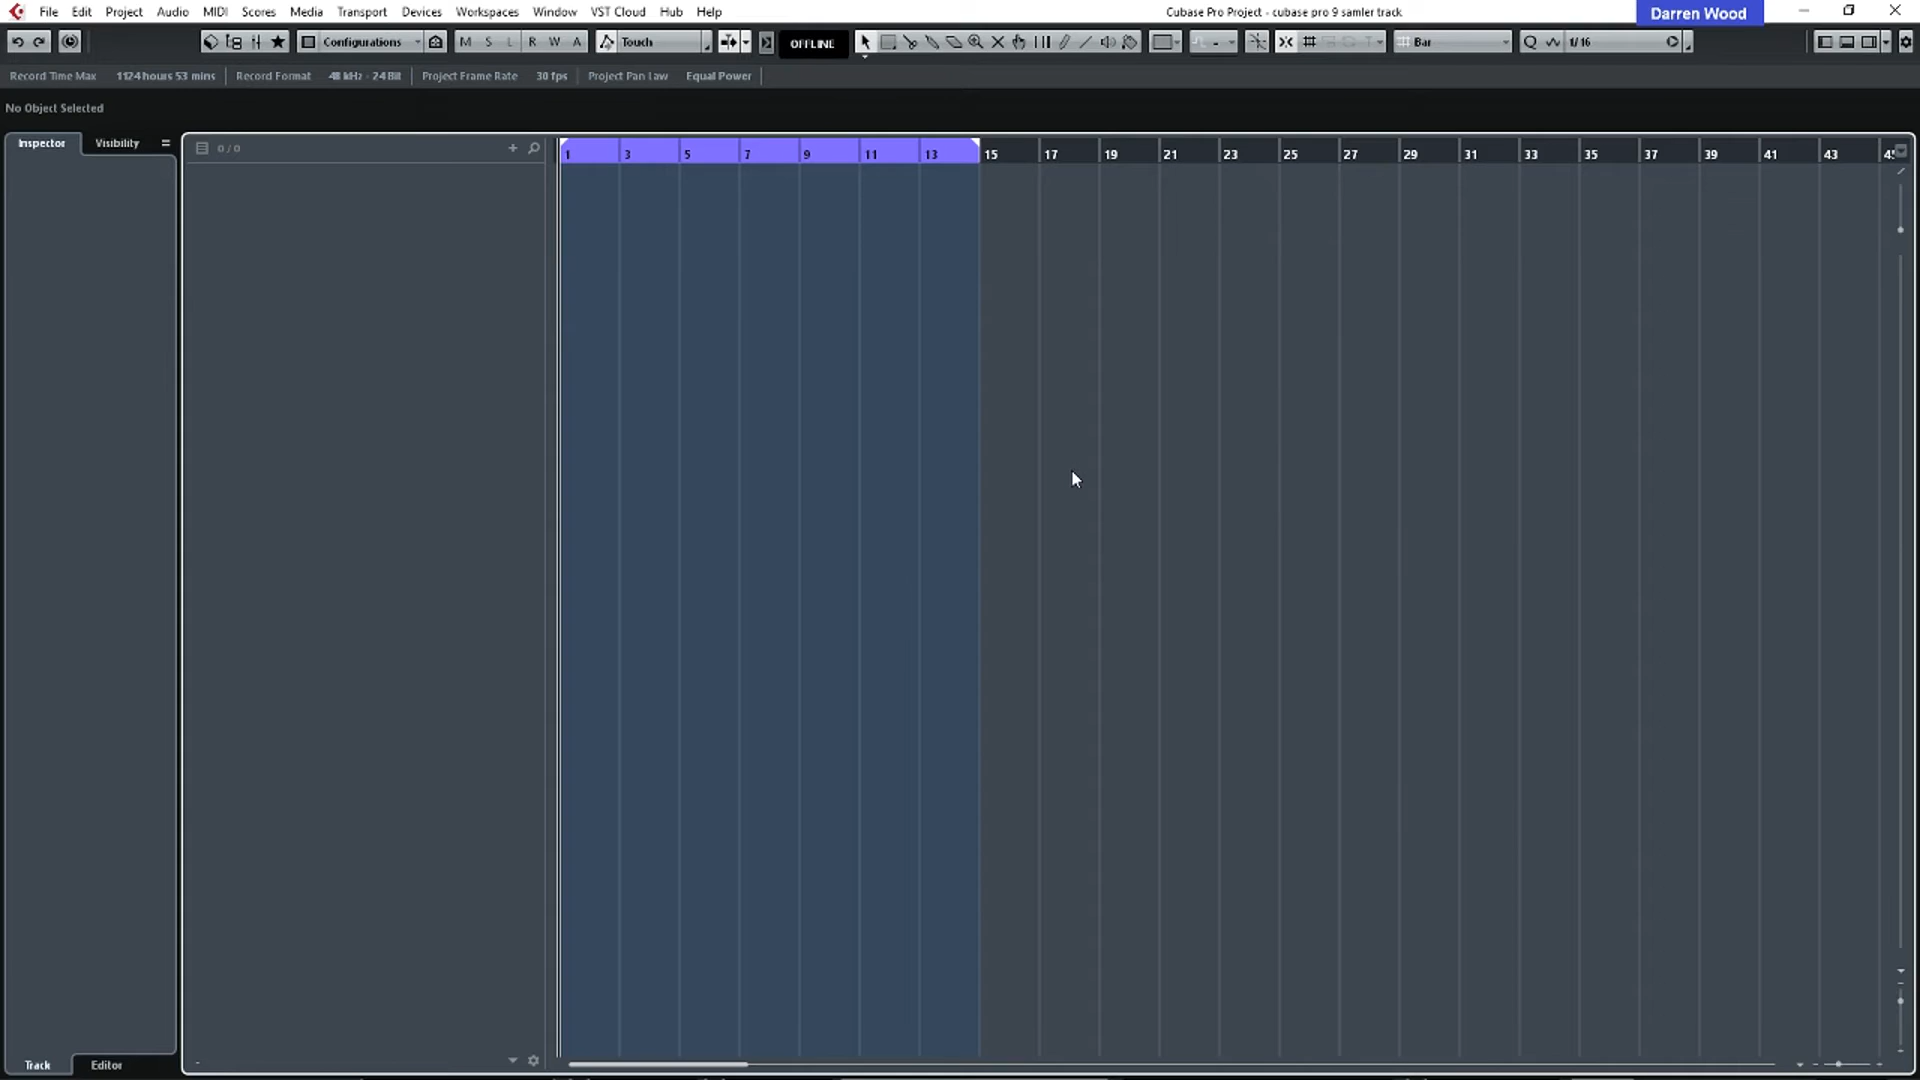 File Edit Project Audio MIDI Scores Media Transport Devices Workspaces Window VST Cloud Hub Help
Cubase Pro Project - cubase pro 9 samler track
Darren Wood
Configurations M S L R W A Touch OFFLINE Bar Q 1/16
Record Time Max 1124 hours 53 mins Record Format 48 kHz - 24 Bit Project Frame Rate 30 fps Project Pan Law Equal Power
No Object Selected
Inspector Visibility 0 / 0
1 3 5 7 9 11 13 15 17 19 21 23 25 27 29 31 33 35 37 39 41 43
Track Editor